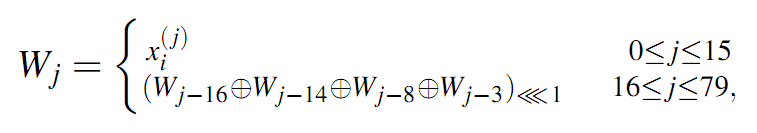 W_j = { x_i^{(j)} 0≤j≤15
(W_{j−16}⊕W_{j−14}⊕W_{j−8}⊕W_{j−3})_{⋘1} 16≤j≤79,